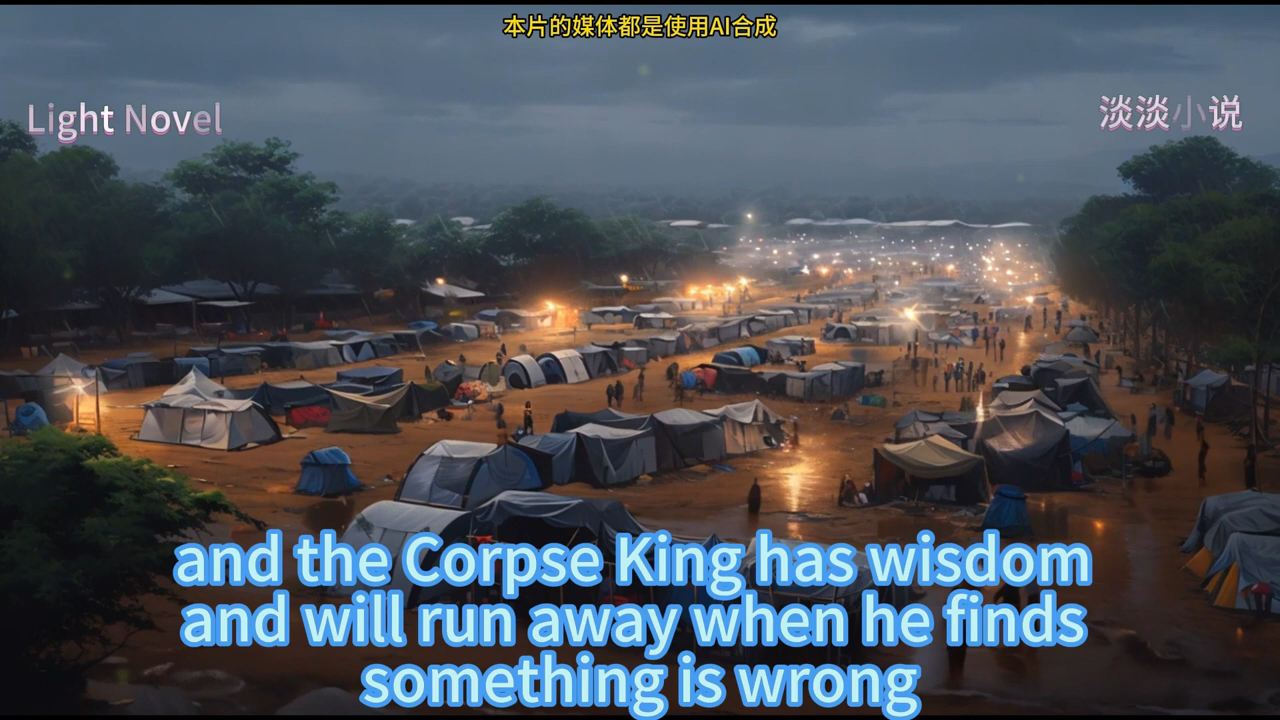 本片的媒体都是使用AI合成
Light Novel
淡淡小说
and the Corpse King has wisdom
and will run away when he finds
something is wrong